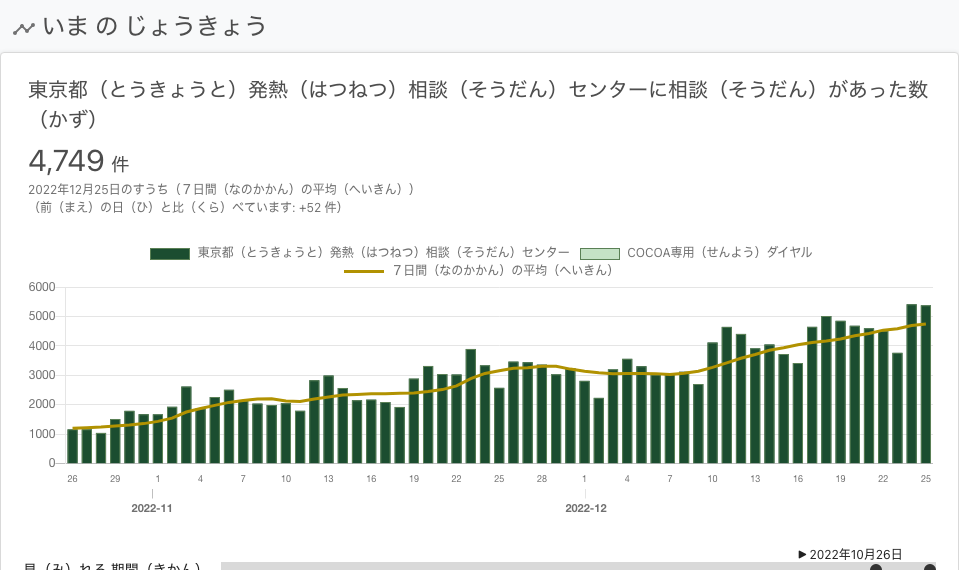 いま の じょうきょう
東京都（とうきょうと）発熱（はつねつ）相談（そうだん）センターに相談（そうだん）があった数
（かず）
4,749 件
2022年12月25日のすうち（７日間（なのかかん）の平均（へいきん））
（前（まえ）の日（ひ）と比（くら）べています: +52 件）
東京都（とうきょうと）発熱（はつねつ）相談（そうだん）センター COCOA専用（せんよう）ダイヤル
７日間（なのかかん）の平均（へいきん）
6000
5000
4000
3000
2000
1000
0
26 29 1 4 7 10 13 16 19 22 25 28 1 4 7 10 13 16 19 22 25
2022-11 2022-12
▶ 2022年10月26日
見（み）れる 期間（きかん）